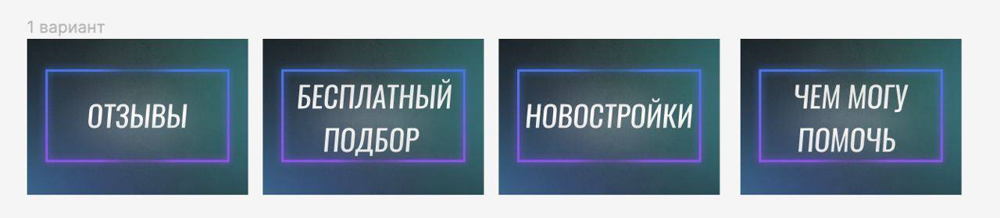 1 вариант
ОТЗЫВЫ
БЕСПЛАТНЫЙ
ПОДБОР
НОВОСТРОЙКИ
ЧЕМ МОГУ
ПОМОЧЬ